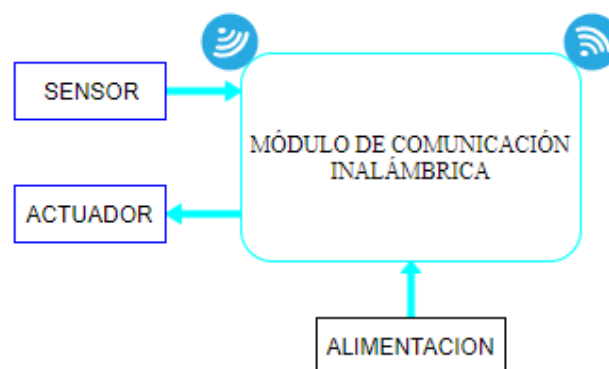 SENSOR
MÓDULO DE COMUNICACIÓN
INALÁMBRICA
ACTUADOR
ALIMENTACION